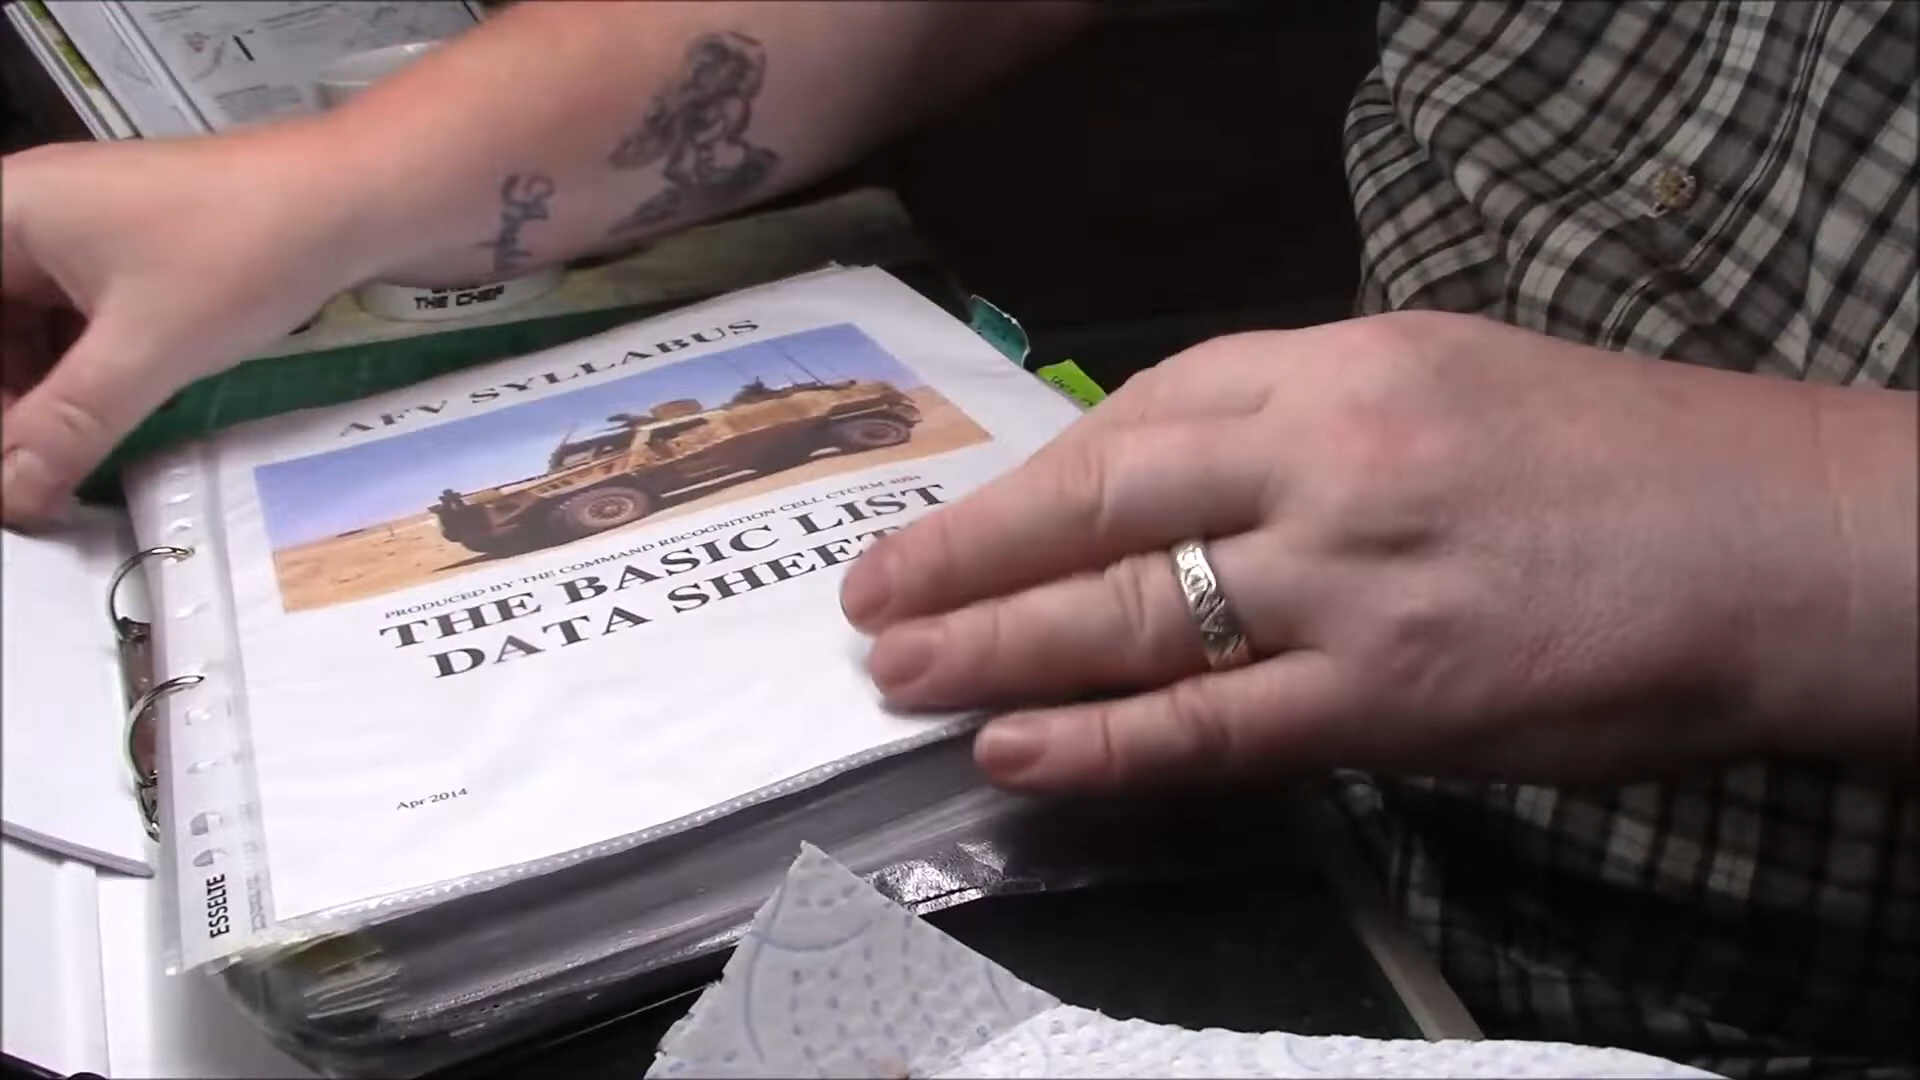 THE CHEF
AFV SYLLABUS
PRODUCED BY THE COMMAND RECOGNITION CELL CTCRM
THE BASIC LIST
DATA SHEET
Apr 2014
ESSELTE